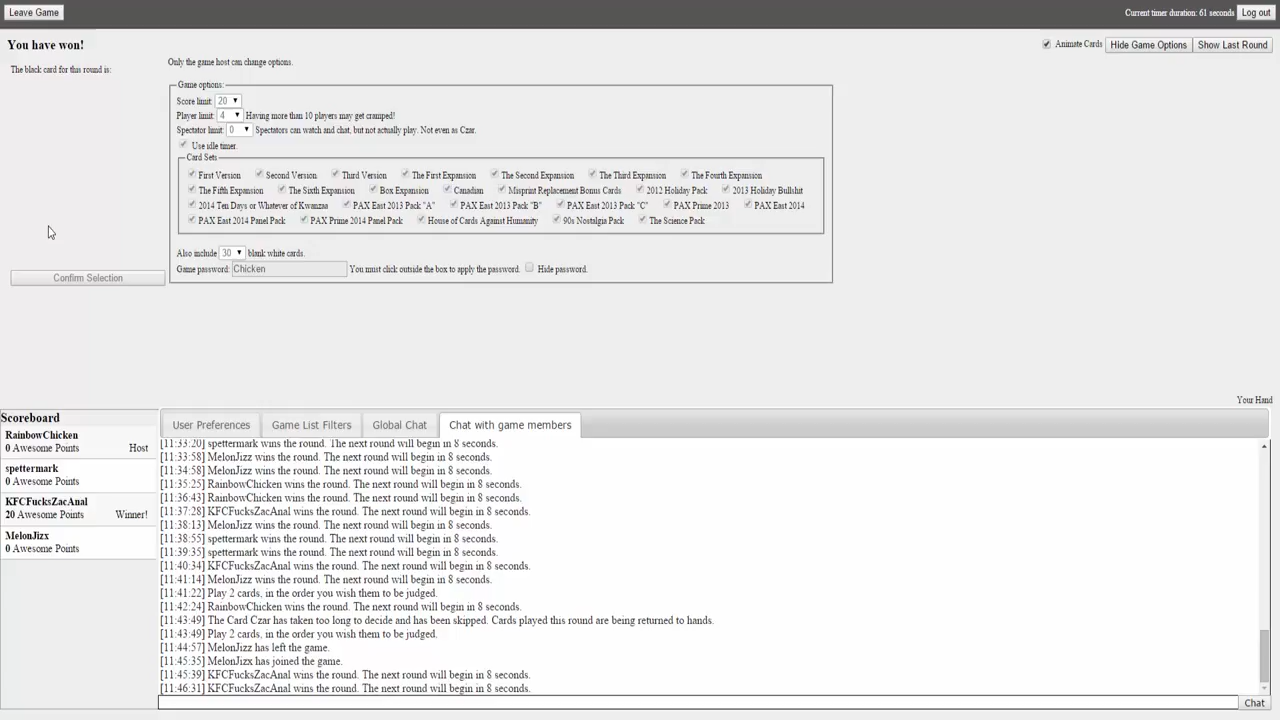 Leave Game
Current timer duration: 61 seconds
Log out
You have won!
Animate Cards
Hide Game Options
Show Last Round
The black card for this round is:
Only the game host can change options.
Game options:
Score limit: 20
Player limit: 4 Having more than 10 players may get cramped!
Spectator limit: 0 Spectators can watch and chat, but not actually play. Not even as Czar.
Use idle timer.
Card Sets
First Version Second Version Third Version The First Expansion The Second Expansion The Third Expansion The Fourth Expansion
The Fifth Expansion The Sixth Expansion Box Expansion Canadian Misprint Replacement Bonus Cards 2012 Holiday Pack 2013 Holiday Bullshit
2014 Ten Days or Whatever of Kwanzaa PAX East 2013 Pack "A" PAX East 2013 Pack "B" PAX East 2013 Pack "C" PAX Prime 2013 PAX East 2014
PAX East 2014 Panel Pack PAX Prime 2014 Panel Pack House of Cards Against Humanity 90s Nostalgia Pack The Science Pack
Also include 30 blank white cards.
Game password: Chicken You must click outside the box to apply the password. Hide password.
Confirm Selection
Your Hand
Scoreboard
RainbowChicken
0 Awesome Points Host
spettermark
0 Awesome Points
KFCFucksZacAnal
20 Awesome Points Winner!
MelonJizx
0 Awesome Points
User Preferences
Game List Filters
Global Chat
Chat with game members
[11:33:20] spettermark wins the round. The next round will begin in 8 seconds.
[11:33:58] MelonJizz wins the round. The next round will begin in 8 seconds.
[11:34:58] MelonJizz wins the round. The next round will begin in 8 seconds.
[11:35:25] RainbowChicken wins the round. The next round will begin in 8 seconds.
[11:36:43] RainbowChicken wins the round. The next round will begin in 8 seconds.
[11:37:28] KFCFucksZacAnal wins the round. The next round will begin in 8 seconds.
[11:38:13] MelonJizz wins the round. The next round will begin in 8 seconds.
[11:38:55] spettermark wins the round. The next round will begin in 8 seconds.
[11:39:35] spettermark wins the round. The next round will begin in 8 seconds.
[11:40:34] KFCFucksZacAnal wins the round. The next round will begin in 8 seconds.
[11:41:14] MelonJizz wins the round. The next round will begin in 8 seconds.
[11:41:22] Play 2 cards, in the order you wish them to be judged.
[11:42:24] RainbowChicken wins the round. The next round will begin in 8 seconds.
[11:43:49] The Card Czar has taken too long to decide and has been skipped. Cards played this round are being returned to hands.
[11:43:49] Play 2 cards, in the order you wish them to be judged.
[11:44:57] MelonJizz has left the game.
[11:45:35] MelonJizx has joined the game.
[11:45:39] KFCFucksZacAnal wins the round. The next round will begin in 8 seconds.
[11:46:31] KFCFucksZacAnal wins the round. The next round will begin in 8 seconds.
Chat